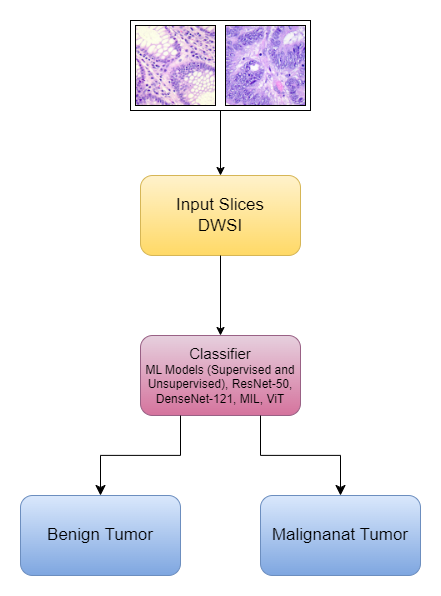 Input Slices
DWSI
Classifier
ML Models (Supervised and
Unsupervised), ResNet-50,
DenseNet-121, MIL, ViT
Benign Tumor
Malignanat Tumor